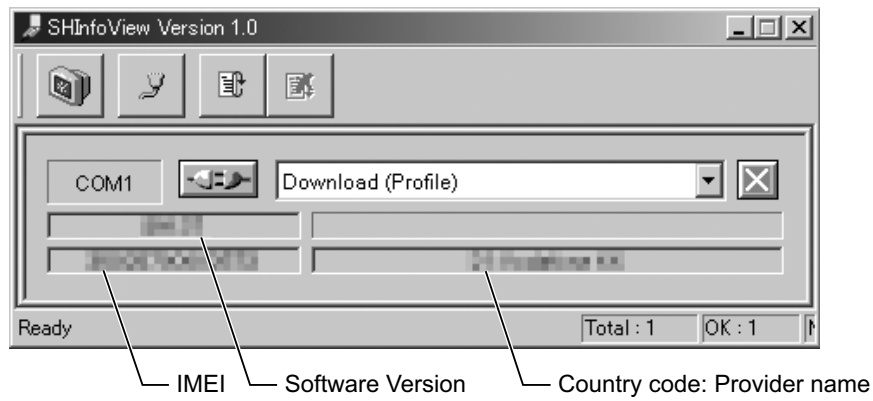 SHInfoView Version 1.0
COM1 Download (Profile)
Ready Total : 1 OK : 1
IMEI Software Version Country code: Provider name